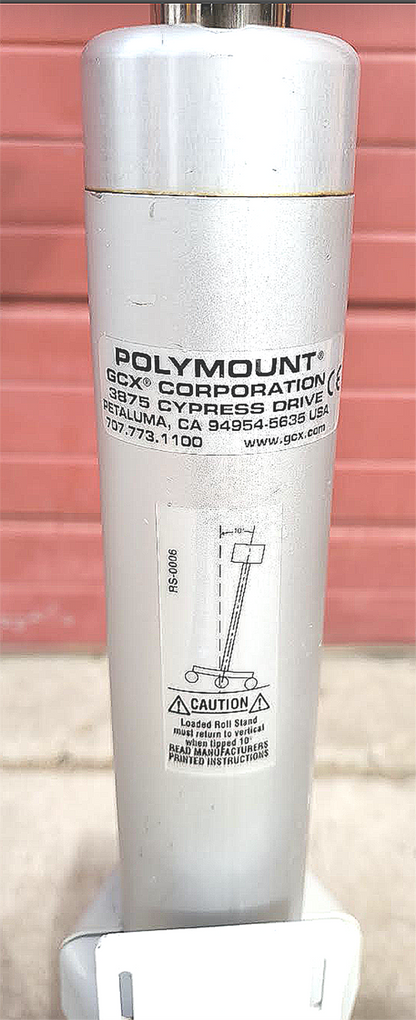 POLYMOUNT®
GCX® CORPORATION CE
3875 CYPRESS DRIVE
PETALUMA, CA 94954-5635 USA
707.773.1100 www.gcx.com
10°
RS-0006
CAUTION
Loaded Roll Stand
must return to vertical
when tipped 10°
READ MANUFACTURERS
PRINTED INSTRUCTIONS